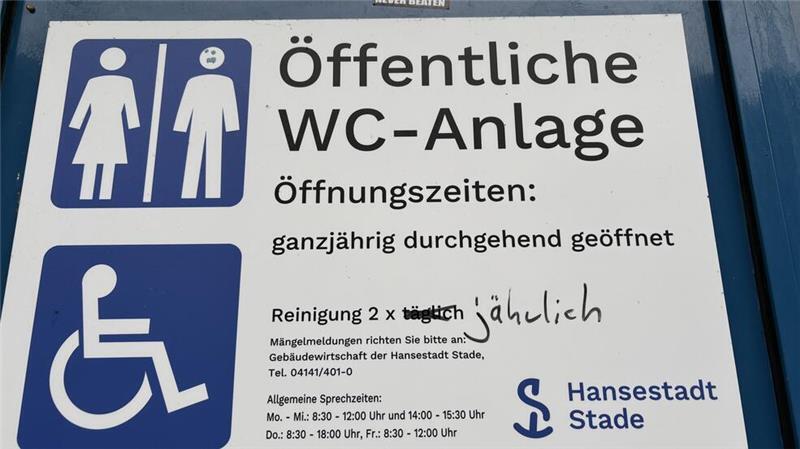 NEVER BEATEN
Öffentliche
WC-Anlage
Öffnungszeiten:
ganzjährig durchgehend geöffnet
Reinigung 2 x täglich jährlich
Mängelmeldungen richten Sie bitte an:
Gebäudewirtschaft der Hansestadt Stade,
Tel. 04141/401-0
Allgemeine Sprechzeiten:
Mo. - Mi.: 8:30 - 12:00 Uhr und 14:00 - 15:30 Uhr
Do.: 8:30 - 18:00 Uhr, Fr.: 8:30 - 12:00 Uhr
Hansestadt
Stade